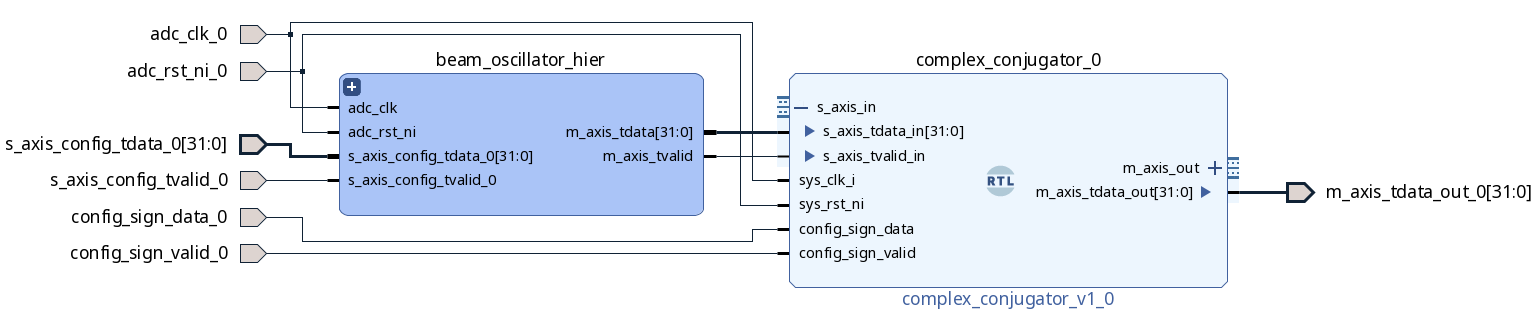 adc_clk_0
adc_rst_ni_0
s_axis_config_tdata_0[31:0]
s_axis_config_tvalid_0
config_sign_data_0
config_sign_valid_0
beam_oscillator_hier
adc_clk
adc_rst_ni
s_axis_config_tdata_0[31:0]
s_axis_config_tvalid_0
m_axis_tdata[31:0]
m_axis_tvalid
complex_conjugator_0
s_axis_in
s_axis_tdata_in[31:0]
s_axis_tvalid_in
sys_clk_i
sys_rst_ni
config_sign_data
config_sign_valid
RTL
m_axis_out
m_axis_tdata_out[31:0]
complex_conjugator_v1_0
m_axis_tdata_out_0[31:0]